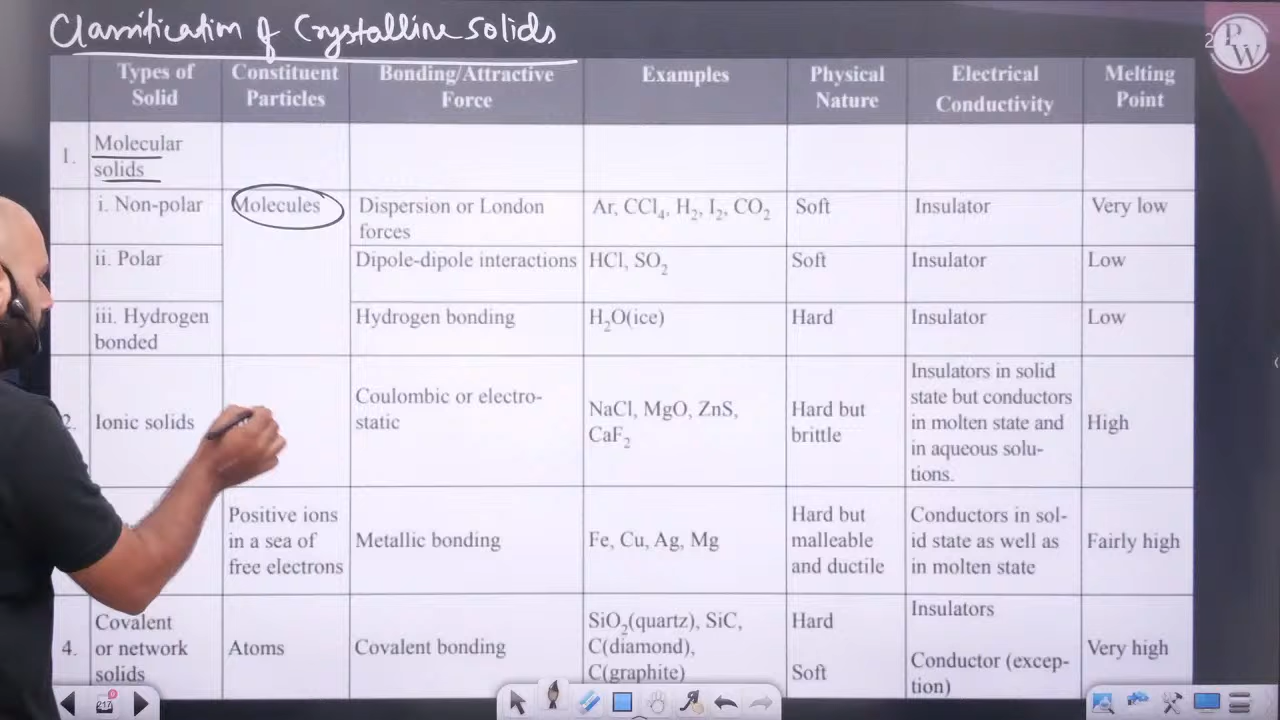 Classification of Crystalline Solids
PW
Types of Solid
Constituent Particles
Bonding/Attractive Force
Examples
Physical Nature
Electrical Conductivity
Melting Point
1.
Molecular
solids
i. Non-polar
Molecules
Dispersion or London
forces
Ar, CCl₄, H₂, I₂, CO₂
Soft
Insulator
Very low
ii. Polar
Dipole-dipole interactions
HCl, SO₂
Soft
Insulator
Low
iii. Hydrogen
bonded
Hydrogen bonding
H₂O(ice)
Hard
Insulator
Low
2.
Ionic solids
Coulombic or electro-
static
NaCl, MgO, ZnS,
CaF₂
Hard but
brittle
Insulators in solid
state but conductors
in molten state and
in aqueous solu-
tions.
High
Positive ions
in a sea of
free electrons
Metallic bonding
Fe, Cu, Ag, Mg
Hard but
malleable
and ductile
Conductors in sol-
id state as well as
in molten state
Fairly high
4.
Covalent
or network
solids
Atoms
Covalent bonding
SiO₂(quartz), SiC,
C(diamond),
C(graphite)
Hard
Soft
Insulators
Conductor (excep-
tion)
Very high
217